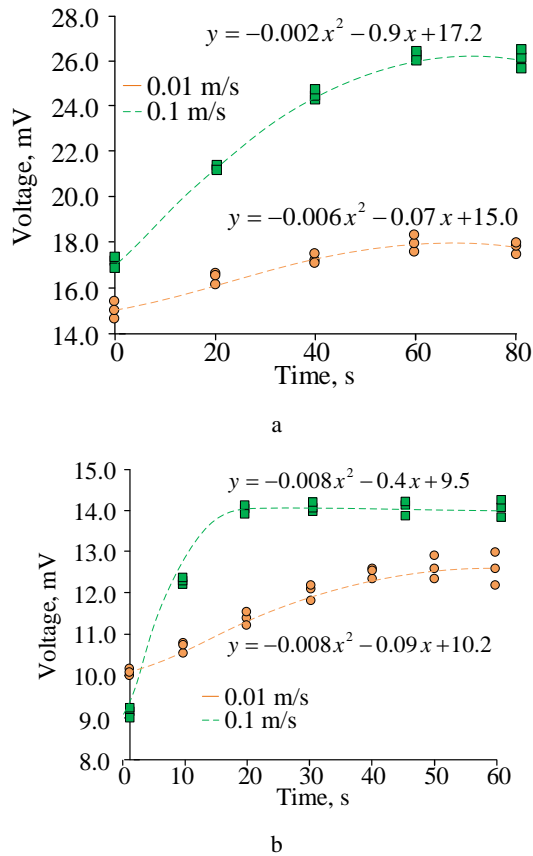 y = −0.002x² − 0.9x + 17.2
28.0
26.0
24.0
22.0
20.0
18.0
16.0
14.0
Voltage, mV
0.01 m/s
0.1 m/s
y = −0.006x² − 0.07x + 15.0
0 20 40 60 80
Time, s
a
15.0
14.0
13.0
12.0
11.0
10.0
9.0
8.0
Voltage, mV
y = −0.008x² − 0.4x + 9.5
y = −0.008x² − 0.09x + 10.2
0.01 m/s
0.1 m/s
0 10 20 30 40 50 60
Time, s
b